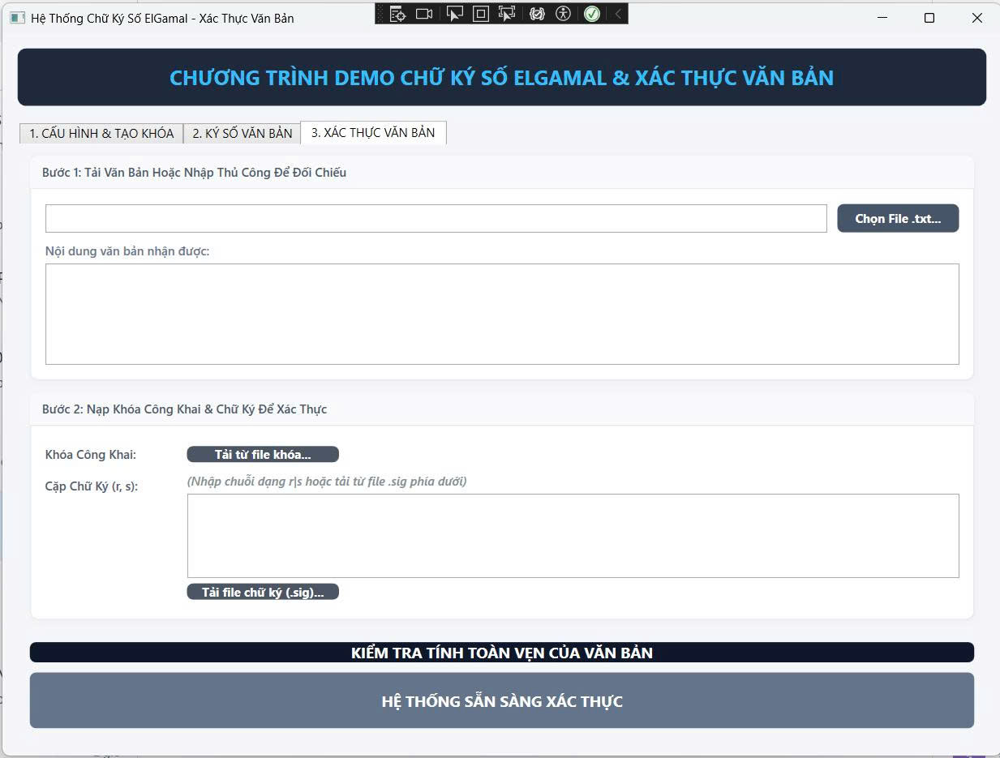 Hệ Thống Chữ Ký Số ElGamal - Xác Thực Văn Bản
CHƯƠNG TRÌNH DEMO CHỮ KÝ SỐ ELGAMAL & XÁC THỰC VĂN BẢN
1. CẤU HÌNH & TẠO KHÓA
2. KÝ SỐ VĂN BẢN
3. XÁC THỰC VĂN BẢN
Bước 1: Tải Văn Bản Hoặc Nhập Thủ Công Để Đối Chiếu
Chọn File .txt...
Nội dung văn bản nhận được:
Bước 2: Nạp Khóa Công Khai & Chữ Ký Để Xác Thực
Khóa Công Khai:
Tải từ file khóa...
Cặp Chữ Ký (r, s):
(Nhập chuỗi dạng r|s hoặc tải từ file .sig phía dưới)
Tải file chữ ký (.sig)...
KIỂM TRA TÍNH TOÀN VẸN CỦA VĂN BẢN
HỆ THỐNG SẴN SÀNG XÁC THỰC